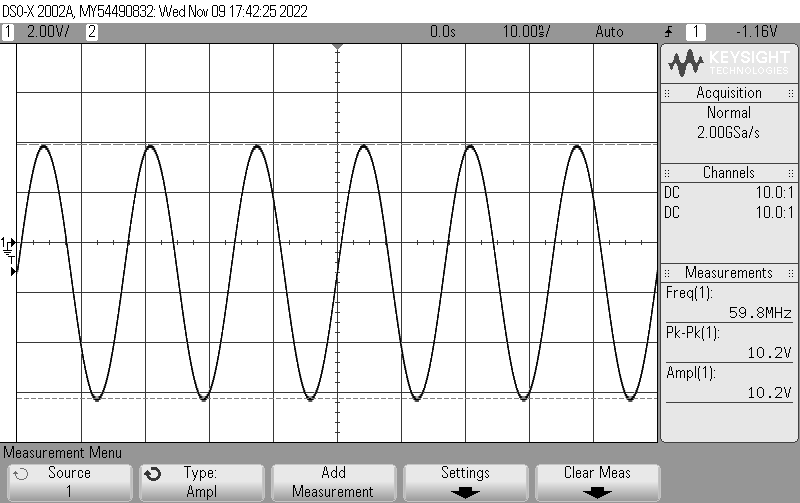 DSO-X 2002A, MY54490832: Wed Nov 09 17:42:25 2022
1 2.00V/ 2 0.0s 10.00ns/ Auto 1 -1.16V
KEYSIGHT
TECHNOLOGIES
Acquisition
Normal
2.00GSa/s
Channels
DC 10.0:1
DC 10.0:1
1
T
Measurements
Freq(1):
59.8MHz
Pk-Pk(1):
10.2V
Ampl(1):
10.2V
Measurement Menu
Source
1
Type:
Ampl
Add
Measurement
Settings
Clear Meas